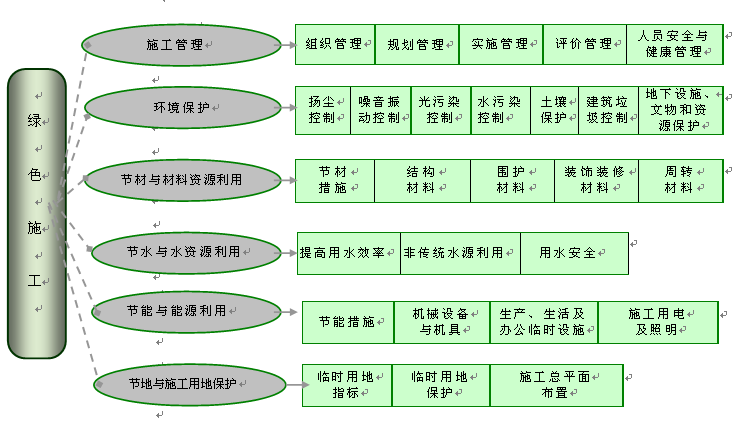 绿
色
施
工
施工管理
组织管理
规划管理
实施管理
评价管理
人员安全与
健康管理
环境保护
扬尘
控制
噪音振
动控制
光污染
控制
水污染
控制
土壤
保护
建筑垃
圾控制
地下设施、
文物和资
源保护
节材与材料资源利用
节材
措施
结构
材料
围护
材料
装饰装修
材料
周转
材料
节水与水资源利用
提高用水效率
非传统水源利用
用水安全
节能与能源利用
节能措施
机械设备
与机具
生产、生活及
办公临时设施
施工用电
及照明
节地与施工用地保护
临时用地
指标
临时用地
保护
施工总平面
布置